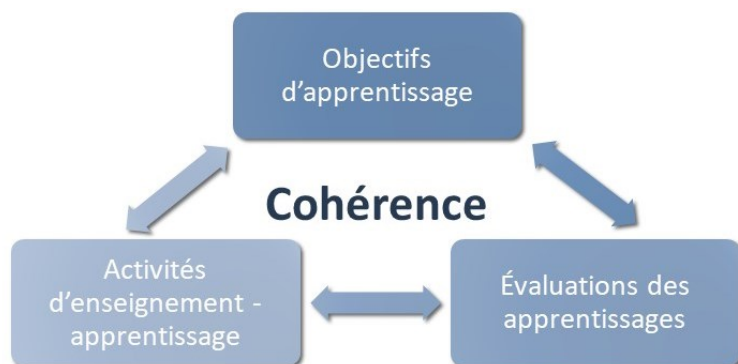 Objectifs
d'apprentissage
Cohérence
Activités
d'enseignement -
apprentissage
Évaluations des
apprentissages